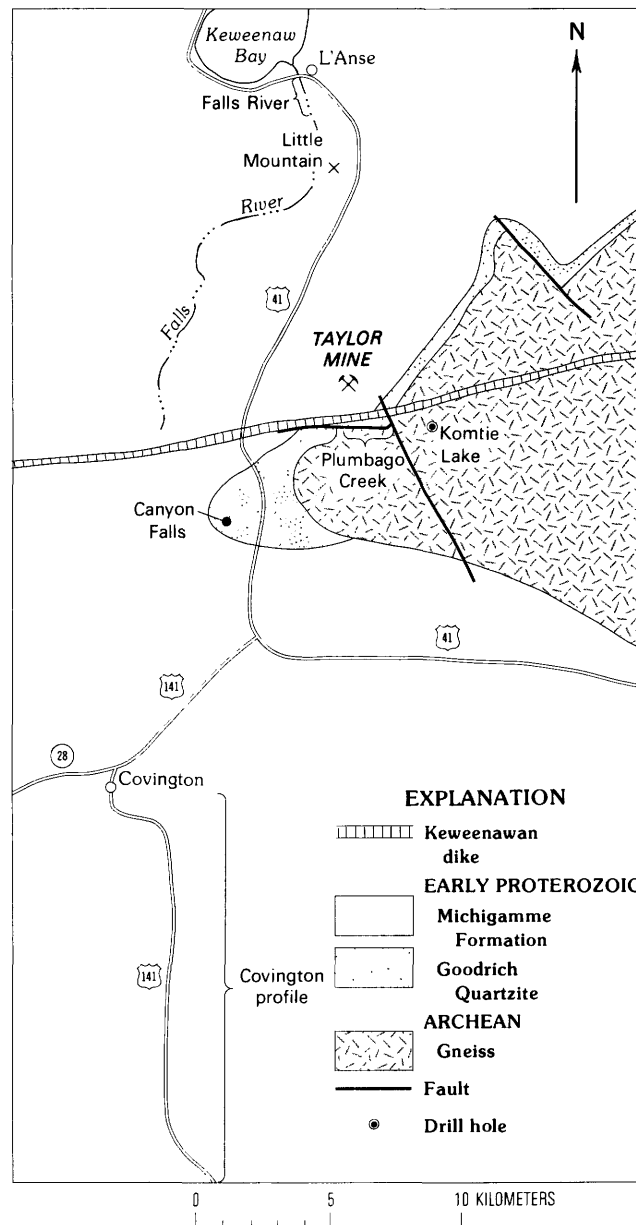 Keweenaw
Bay
N
L'Anse
Falls River
Little
Mountain
River
Falls
41
TAYLOR
MINE
Komtie
Lake
Plumbago
Creek
Canyon
Falls
41
141
28
Covington
141
Covington
profile
EXPLANATION
Keweenawan
dike
EARLY PROTEROZOIC
Michigamme
Formation
Goodrich
Quartzite
ARCHEAN
Gneiss
Fault
Drill hole
0 5 10 KILOMETERS